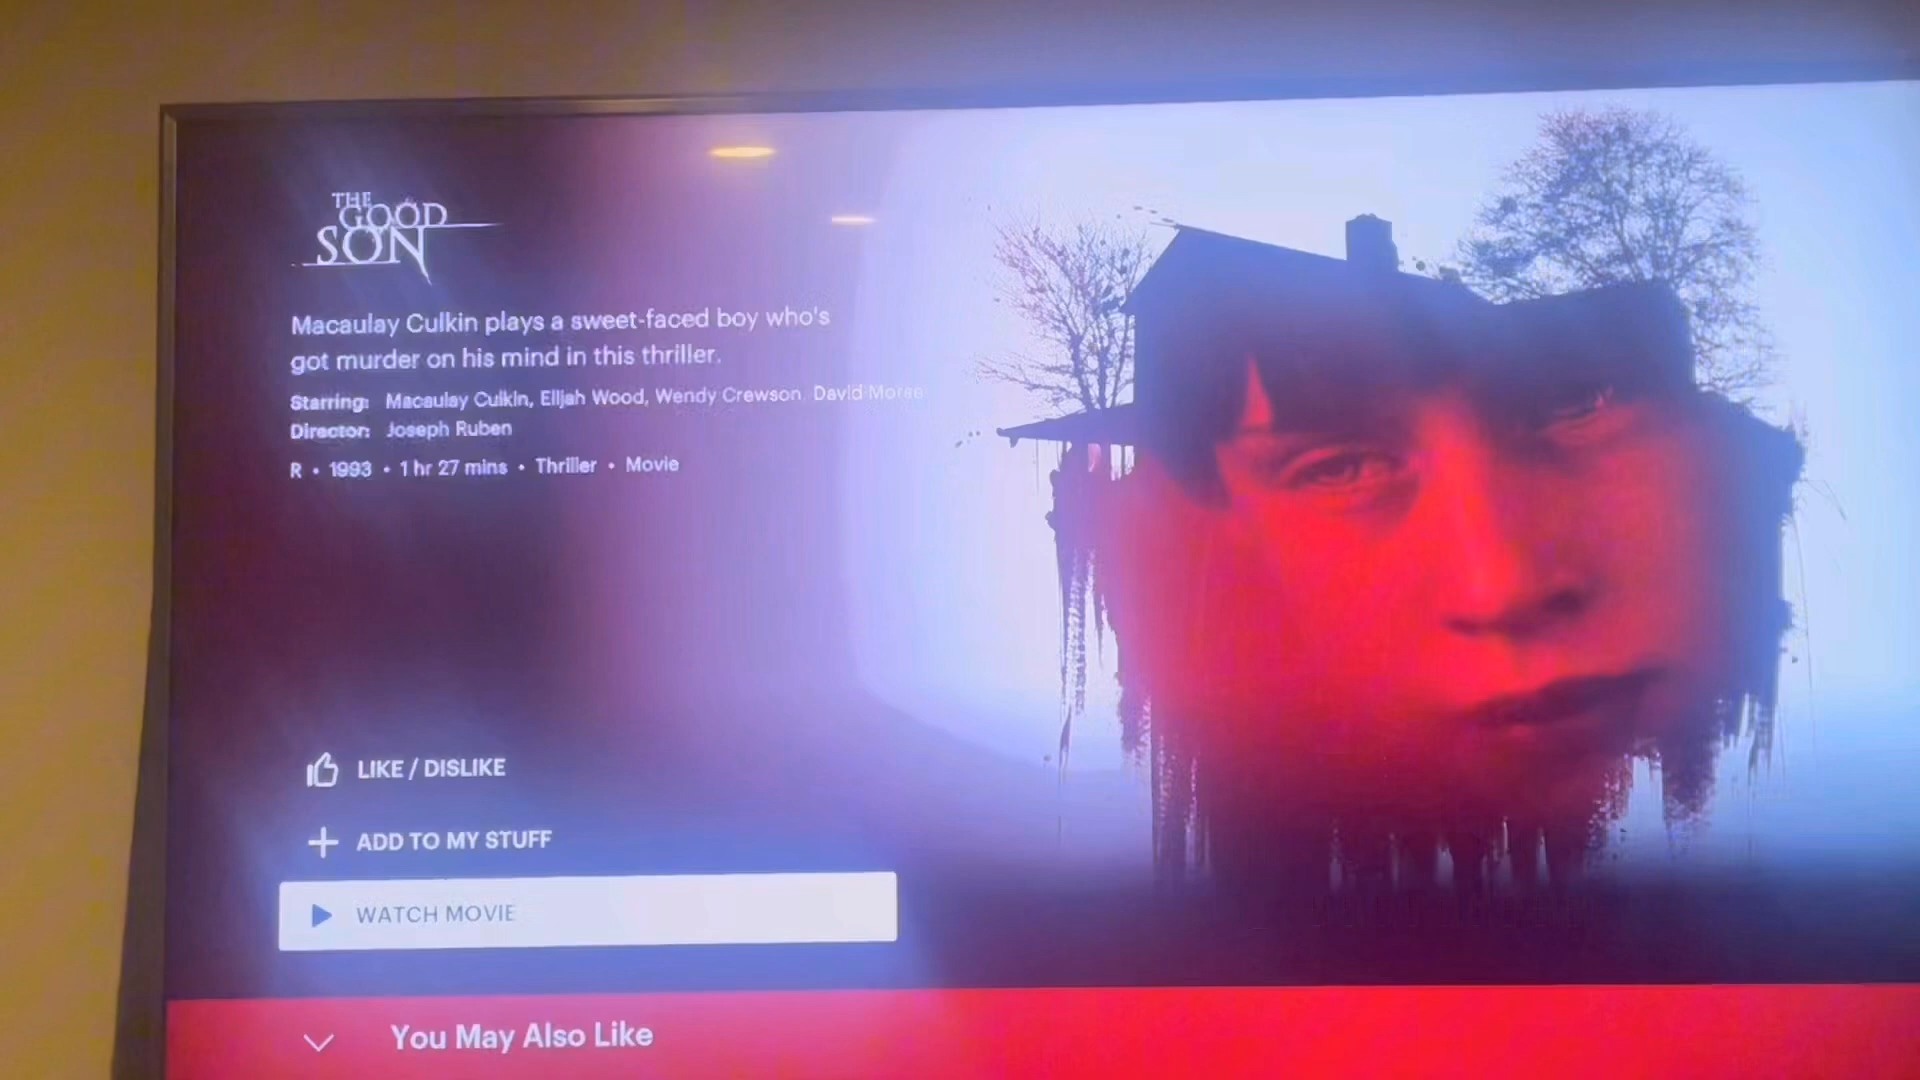 THE
GOOD
SON
Macaulay Culkin plays a sweet-faced boy who's
got murder on his mind in this thriller.
Starring: Macaulay Culkin, Elijah Wood, Wendy Crewson, David
Director: Joseph Ruben
R • 1993 • 1 hr 27 mins • Thriller • Movie
LIKE / DISLIKE
ADD TO MY STUFF
WATCH MOVIE
You May Also Like